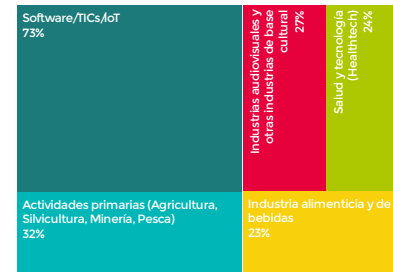 Software/TICs/IoT
73%
Industrias audiovisuales y
otras industrias de base
cultural
27%
Salud y tecnología
(Healthtech)
24%
Actividades primarias (Agricultura,
Silvicultura, Minería, Pesca)
32%
Industria alimenticia y de
bebidas
23%